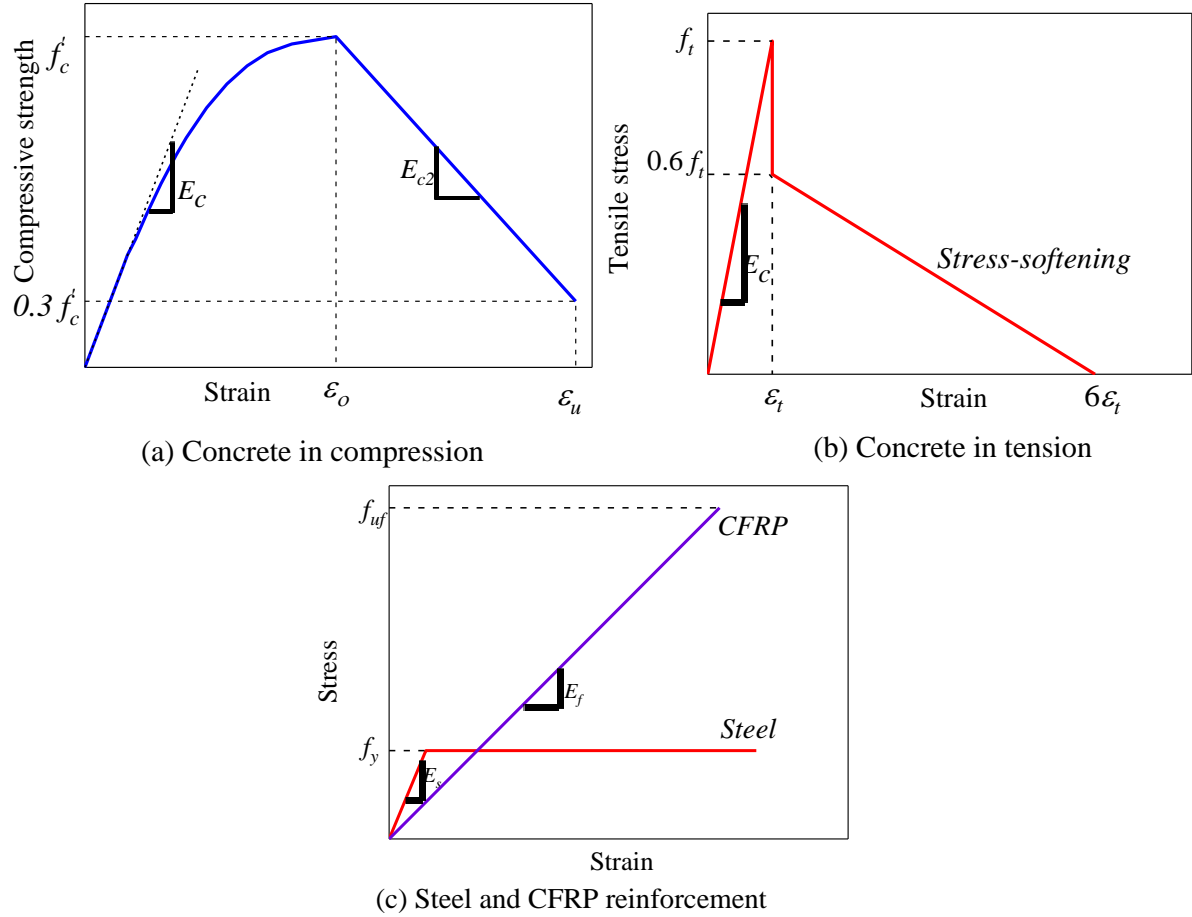 f'c
Compressive strength
Ec
Ec2
0.3 f'c
Strain
εo
εu
(a) Concrete in compression
ft
0.6 ft
Tensile stress
Ec
Stress-softening
εt
Strain
6εt
(b) Concrete in tension
fuf
CFRP
Stress
Ef
Steel
fy
Es
Strain
(c) Steel and CFRP reinforcement